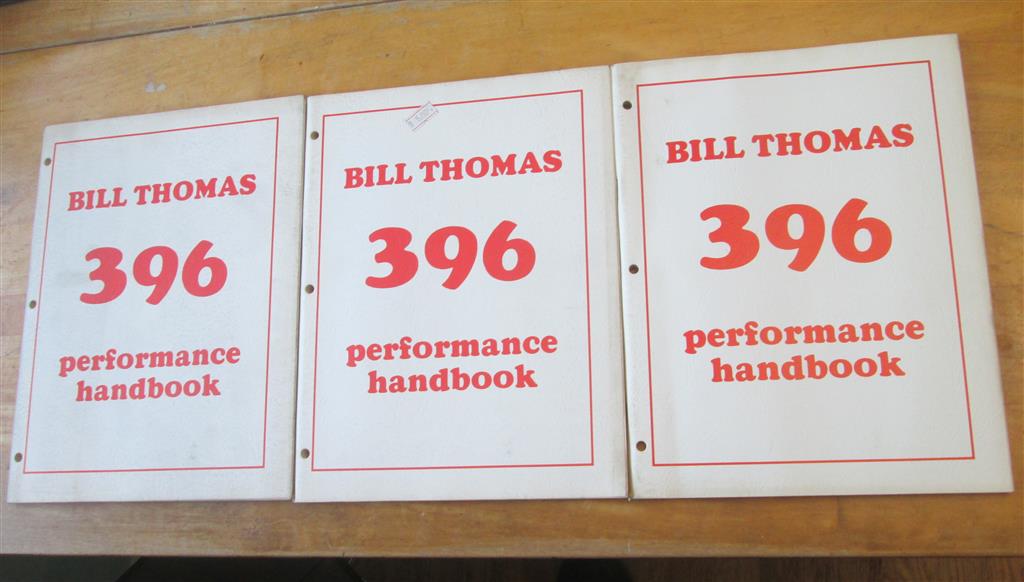 BILL THOMAS
396
performance
handbook
BILL THOMAS
396
performance
handbook
BILL THOMAS
396
performance
handbook